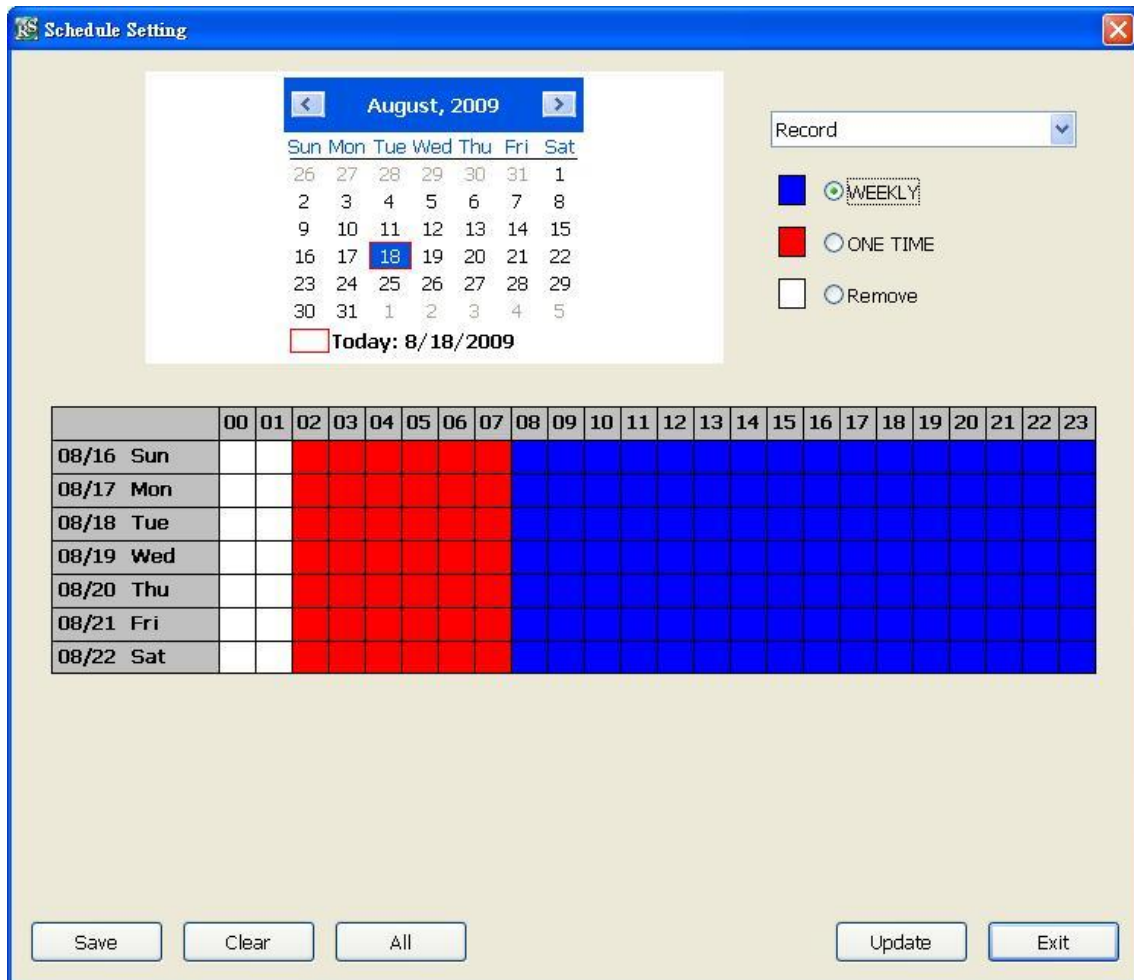 RS Schedule Setting
August, 2009
Sun Mon Tue Wed Thu Fri Sat
26 27 28 29 30 31 1
2 3 4 5 6 7 8
9 10 11 12 13 14 15
16 17 18 19 20 21 22
23 24 25 26 27 28 29
30 31 1 2 3 4 5
Today: 8/18/2009
Record
WEEKLY
ONE TIME
Remove
00 01 02 03 04 05 06 07 08 09 10 11 12 13 14 15 16 17 18 19 20 21 22 23
08/16 Sun
08/17 Mon
08/18 Tue
08/19 Wed
08/20 Thu
08/21 Fri
08/22 Sat
Save Clear All Update Exit